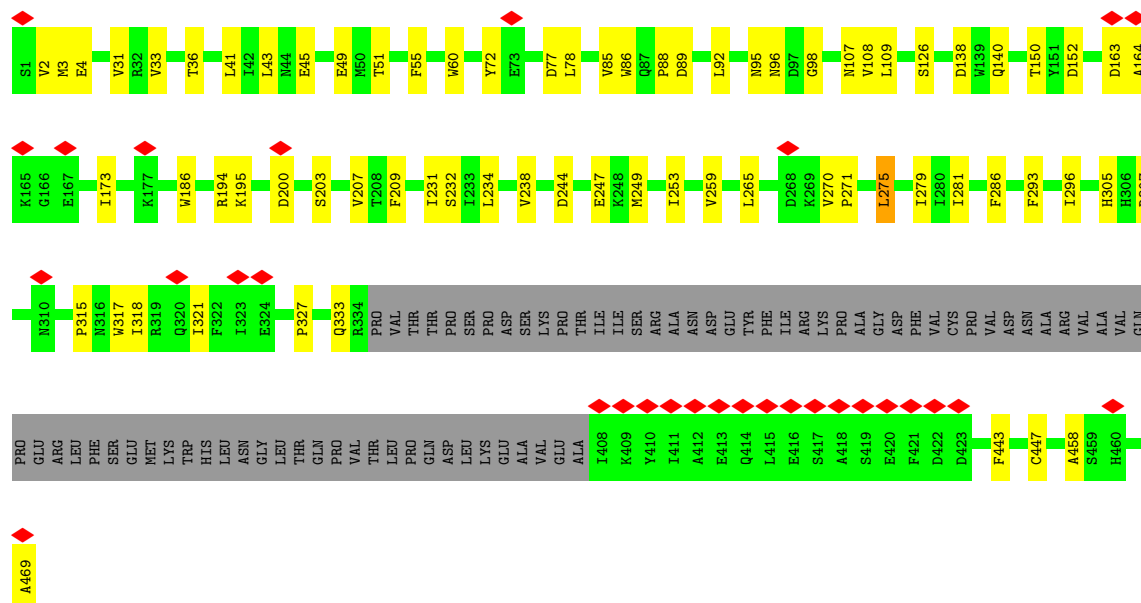 S1 V2 M3 E4 V31 R32 V33 T36 L41 I42 L43 N44 E45 E49 M50 T51 F55 W60 Y72 E73 D77 L78 V85 W86 Q87 P88 D89 L92 N95 N96 D97 G98 N107 V108 L109 S126 D138 W139 Q140 T150 Y151 D152 D163 A164
K165 G166 E167 I173 K177 W186 R194 K195 D200 S203 V207 T208 F209 I231 S232 I233 L234 V238 D244 E247 K248 M249 I253 V259 L265 D268 K269 V270 P271 L275 I279 I280 I281 F286 F293 I296 H305 H306
N310 P315 N316 W317 I318 R319 Q320 I321 F322 I323 E324 P327 Q333 R334 PRO VAL THR THR PRO SER PRO ASP SER LYS PRO THR ILE ILE SER ARG ALA ASN ASP GLU TYR PHE ILE ARG LYS PRO ALA GLY ASP PHE VAL CYS PRO VAL ASP ASN ALA ARG VAL ALA VAL GLN
PRO GLU ARG LEU PHE SER GLU MET LYS TRP HIS LEU ASN GLY LEU THR GLN PRO VAL THR LEU PRO GLN ASP LEU LYS GLU ALA VAL GLU ALA I408 K409 Y410 I411 A412 E413 Q414 L415 E416 S417 A418 S419 E420 F421 D422 D423 F443 C447 A458 S459 H460
A469